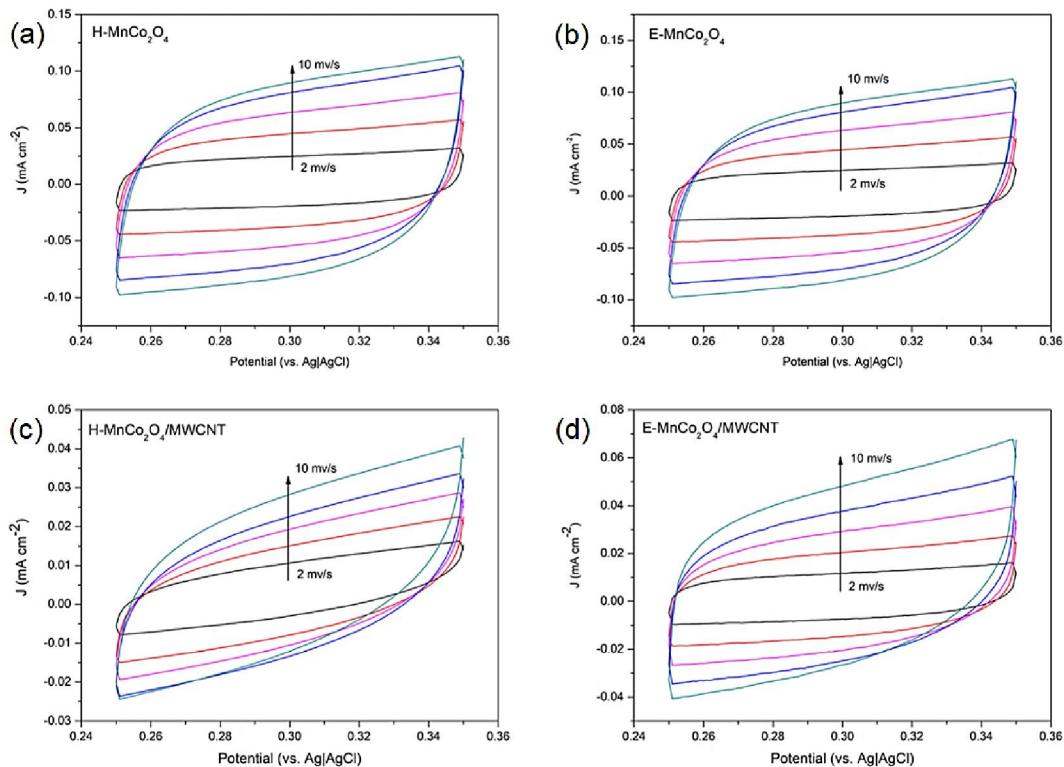 (a)
H-MnCo₂O₄
0.15
0.10
0.05
0.00
-0.05
-0.10
J (mA cm⁻²)
10 mv/s
2 mv/s
0.24 0.26 0.28 0.30 0.32 0.34 0.36
Potential (vs. Ag|AgCl)
(b)
E-MnCo₂O₄
0.15
0.10
0.05
0.00
-0.05
-0.10
J (mA cm⁻²)
10 mv/s
2 mv/s
0.24 0.26 0.28 0.30 0.32 0.34 0.36
Potential (vs. Ag|AgCl)
(c)
H-MnCo₂O₄/MWCNT
0.05
0.04
0.03
0.02
0.01
0.00
-0.01
-0.02
-0.03
J (mA cm⁻²)
10 mv/s
2 mv/s
0.24 0.26 0.28 0.30 0.32 0.34 0.36
Potential (vs. Ag|AgCl)
(d)
E-MnCo₂O₄/MWCNT
0.08
0.06
0.04
0.02
0.00
-0.02
-0.04
J (mA cm⁻²)
10 mv/s
2 mv/s
0.24 0.26 0.28 0.30 0.32 0.34 0.36
Potential (vs. Ag|AgCl)